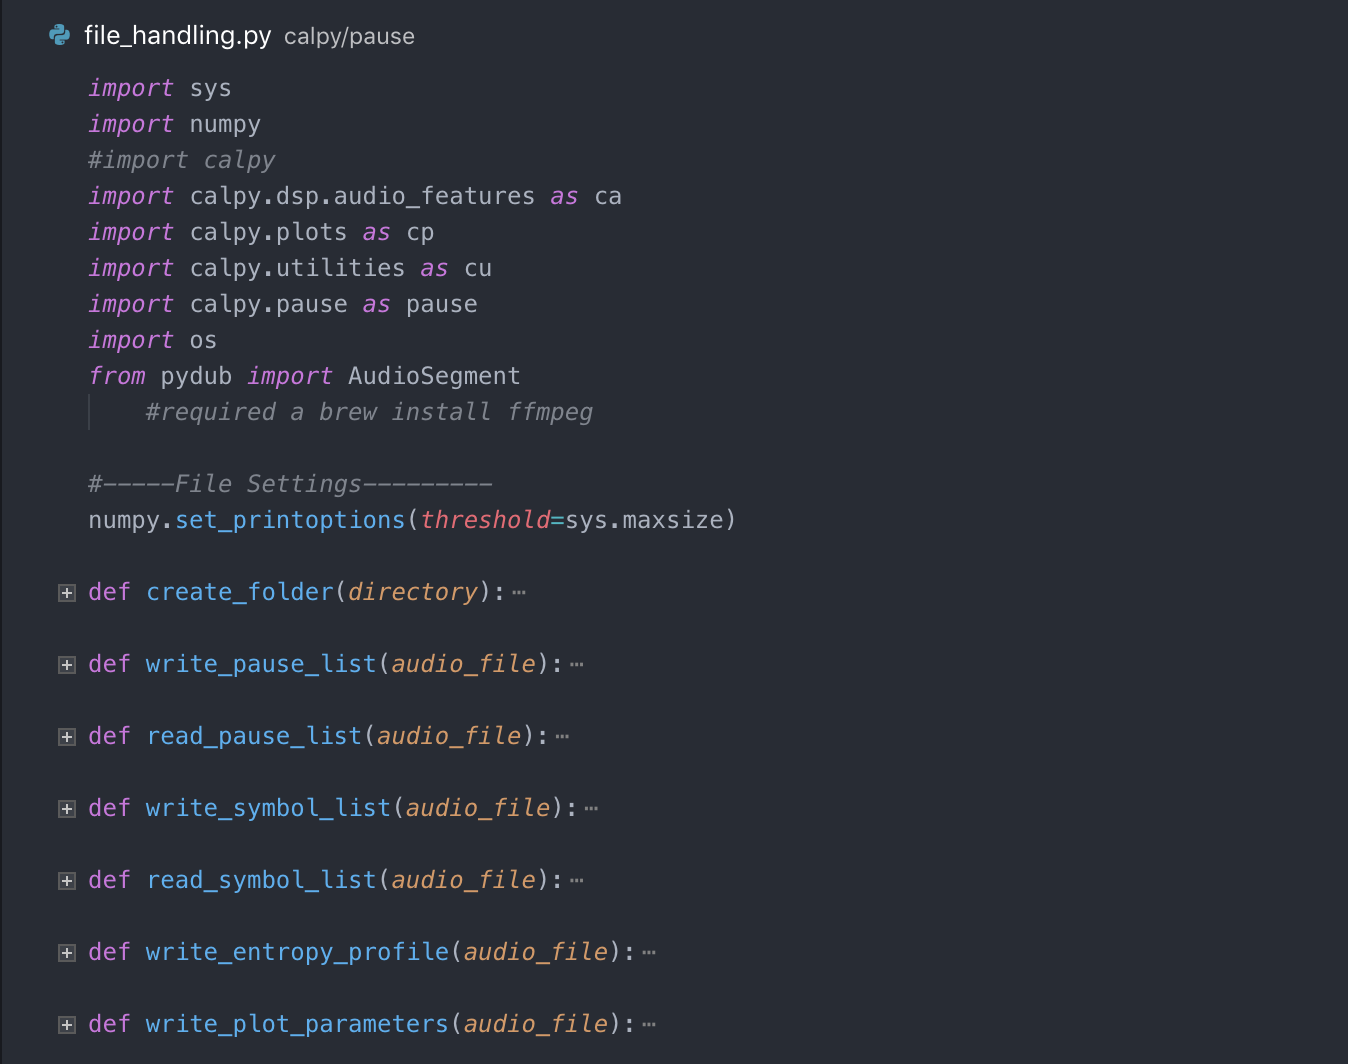 file_handling.py calpy/pause
import sys
import numpy
#import calpy
import calpy.dsp.audio_features as ca
import calpy.plots as cp
import calpy.utilities as cu
import calpy.pause as pause
import os
from pydub import AudioSegment
#required a brew install ffmpeg
#-----File Settings---------
numpy.set_printoptions(threshold=sys.maxsize)
def create_folder(directory):⋯
def write_pause_list(audio_file):⋯
def read_pause_list(audio_file):⋯
def write_symbol_list(audio_file):⋯
def read_symbol_list(audio_file):⋯
def write_entropy_profile(audio_file):⋯
def write_plot_parameters(audio_file):⋯